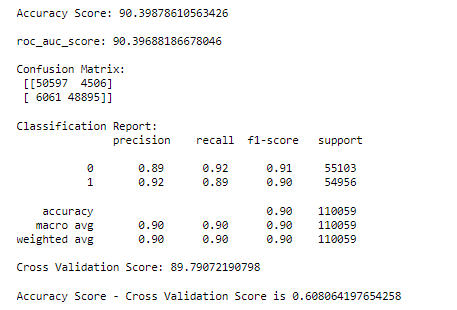 Accuracy Score: 90.39878610563426
roc_auc_score: 90.39688186678046
Confusion Matrix:
[[50597 4506]
[ 6061 48895]]
Classification Report:
precision recall f1-score support
0 0.89 0.92 0.91 55103
1 0.92 0.89 0.90 54956
accuracy 0.90 110059
macro avg 0.90 0.90 0.90 110059
weighted avg 0.90 0.90 0.90 110059
Cross Validation Score: 89.79072190798
Accuracy Score - Cross Validation Score is 0.608064197654258